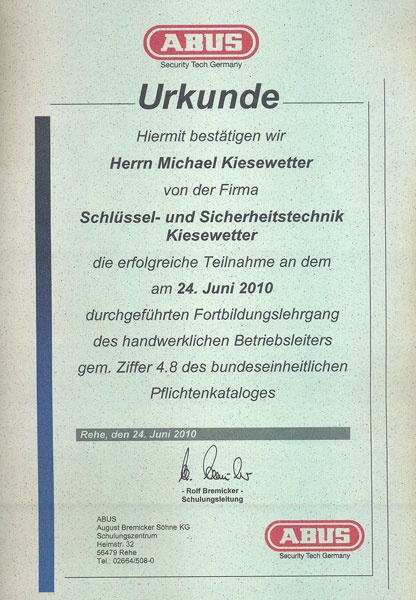 ABUS
Security Tech Germany
Urkunde
Hiermit bestätigen wir
Herrn Michael Kiesewetter
von der Firma
Schlüssel- und Sicherheitstechnik
Kiesewetter
die erfolgreiche Teilnahme an dem
am 24. Juni 2010
durchgeführten Fortbildungslehrgang
des handwerklichen Betriebsleiters
gem. Ziffer 4.8 des bundeseinheitlichen
Pflichtenkataloges
Rehe, den 24. Juni 2010
- Rolf Bremicker -
Schulungsleitung
ABUS
August Bremicker Söhne KG
Schulungszentrum
Heimstr. 32
56479 Rehe
Tel.: 02664/508-0
ABUS
Security Tech Germany